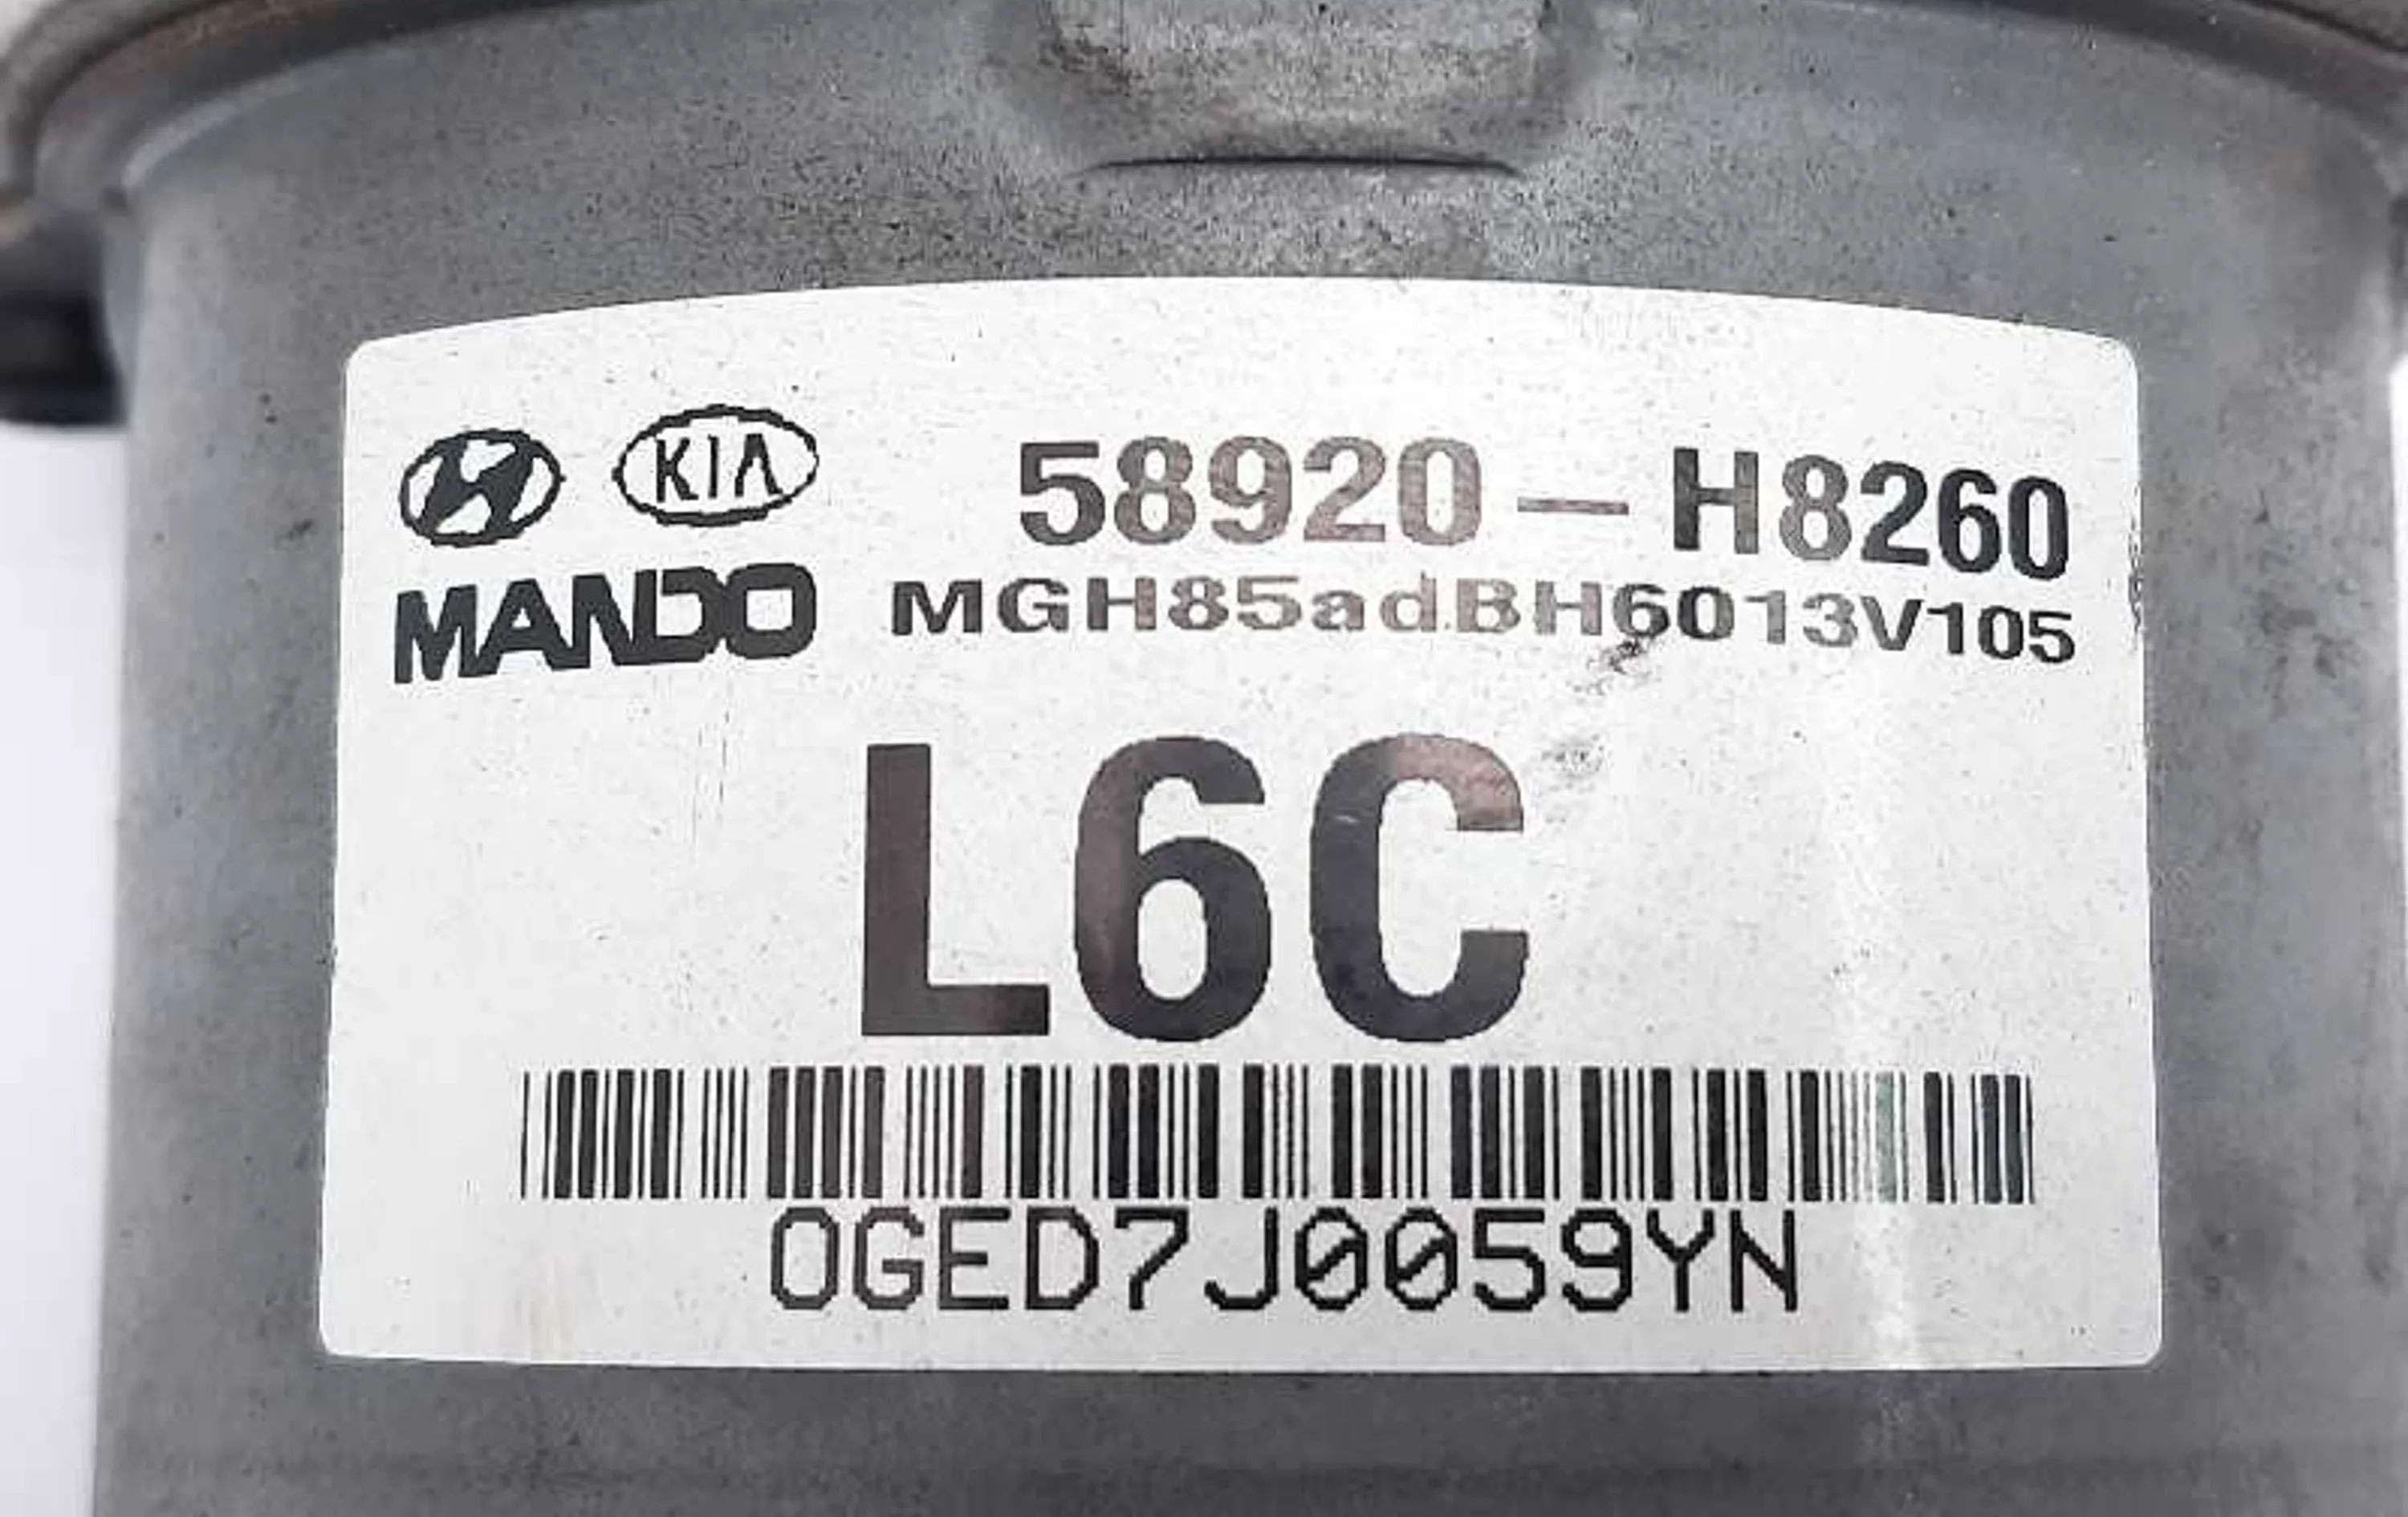 KIA 58920-H8260
MANDO MGH85adBH6013V105
L6C
0GED7J0059YN